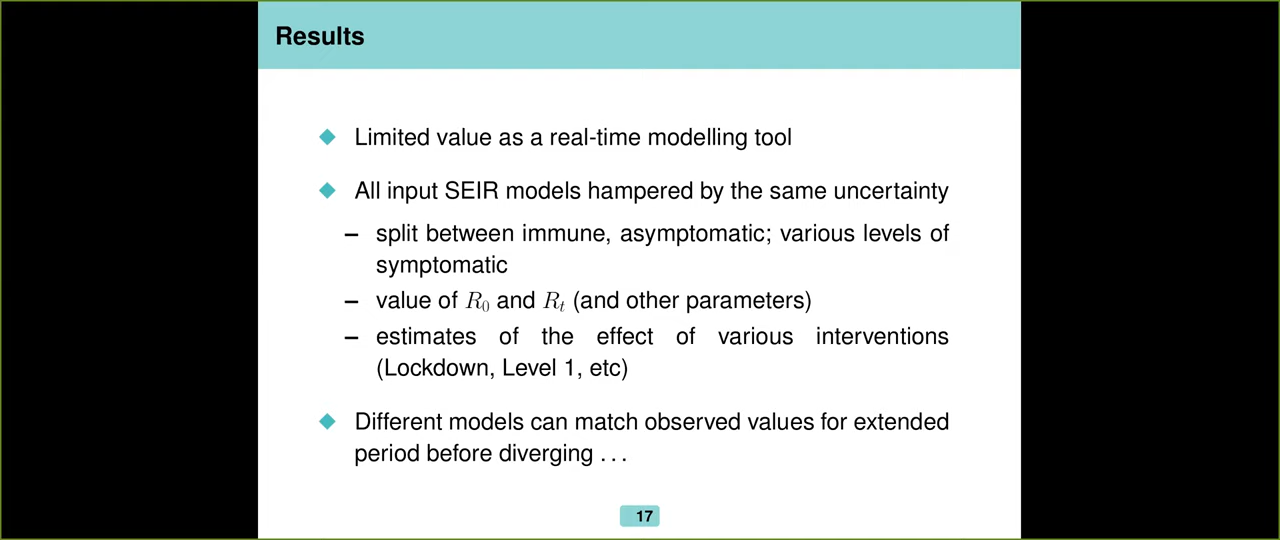 Results
◆ Limited value as a real-time modelling tool
◆ All input SEIR models hampered by the same uncertainty
– split between immune, asymptomatic; various levels of
symptomatic
– value of R₀ and Rₜ (and other parameters)
– estimates of the effect of various interventions
(Lockdown, Level 1, etc)
◆ Different models can match observed values for extended
period before diverging . . .
17